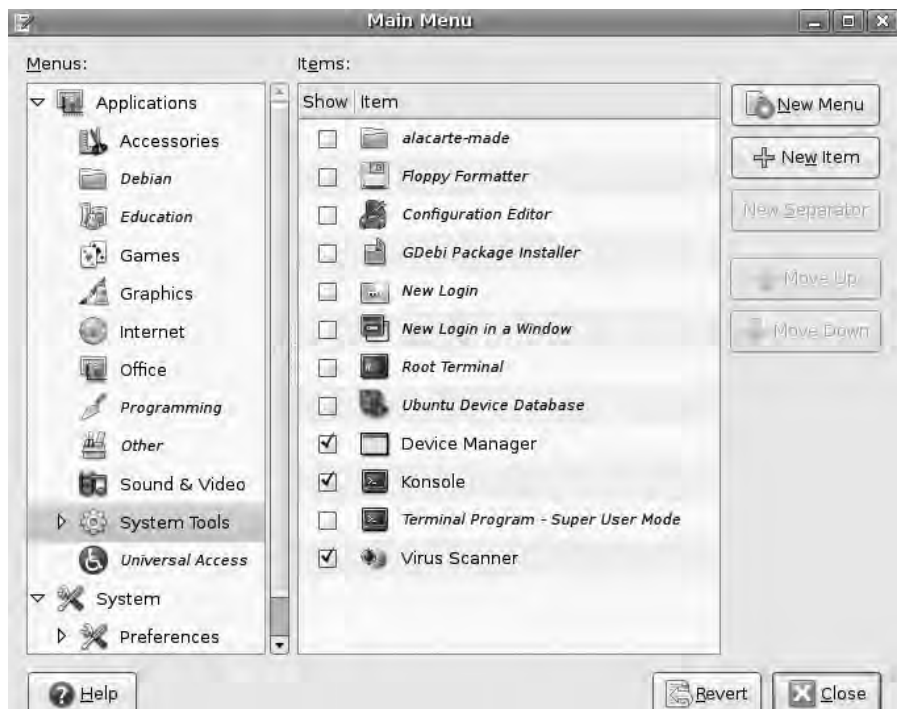 Main Menu
Menus:
Applications
Accessories
Debian
Education
Games
Graphics
Internet
Office
Programming
Other
Sound & Video
System Tools
Universal Access
System
Preferences
Items:
Show Item
alacarte-made
Floppy Formatter
Configuration Editor
GDebi Package Installer
New Login
New Login in a Window
Root Terminal
Ubuntu Device Database
Device Manager
Konsole
Terminal Program - Super User Mode
Virus Scanner
New Menu
New Item
New Separator
Move Up
Move Down
Help
Revert
Close